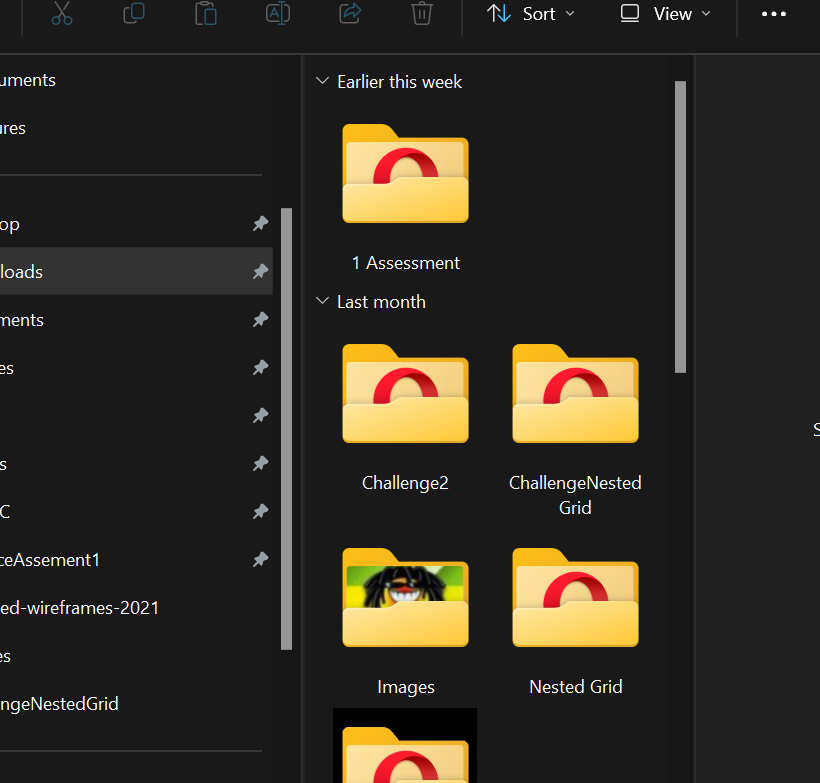 Sort
View
uments
ures
op
loads
ments
es
s
C
ceAssement1
ed-wireframes-2021
es
ngeNestedGrid
Earlier this week
1 Assessment
Last month
Challenge2
ChallengeNested
Grid
Images
Nested Grid
S